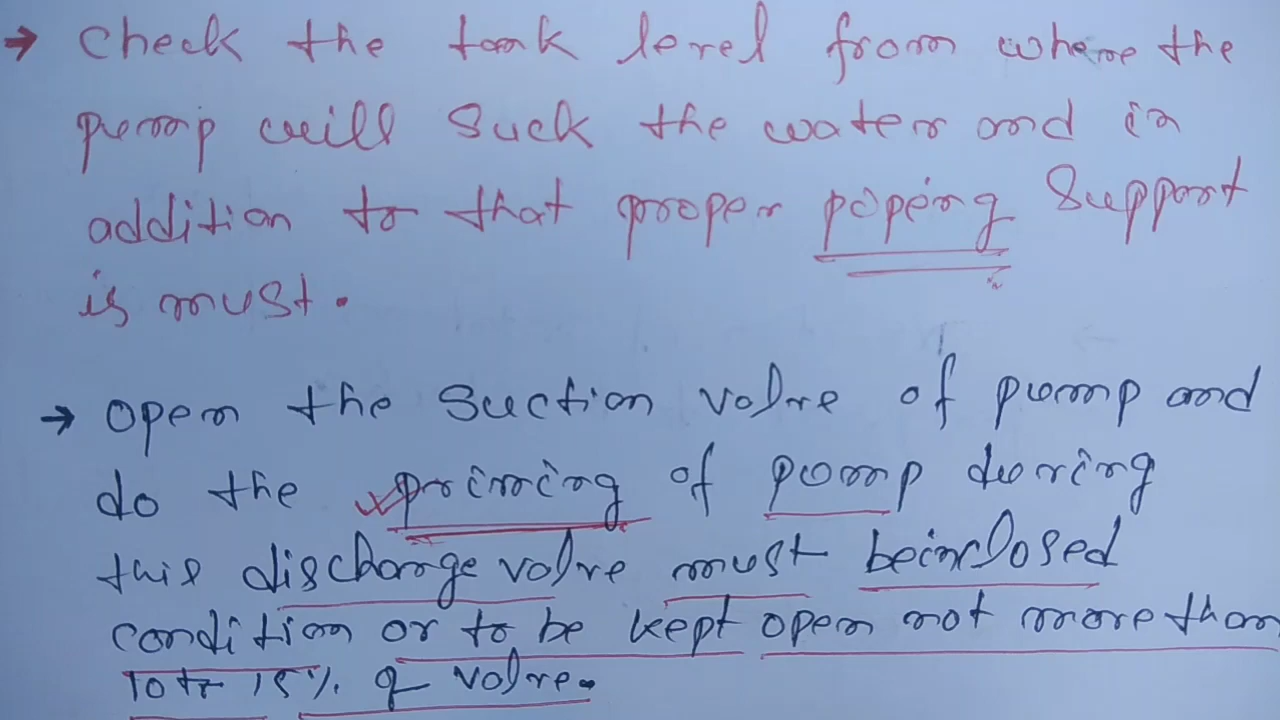 → Check the tank level from where the
pump will suck the water and in
addition to that proper piping support
is must.
→ Open the suction valve of pump and
do the priming of pump during
this discharge valve must be in closed
condition or to be kept open not more than
10 to 15% of valve.